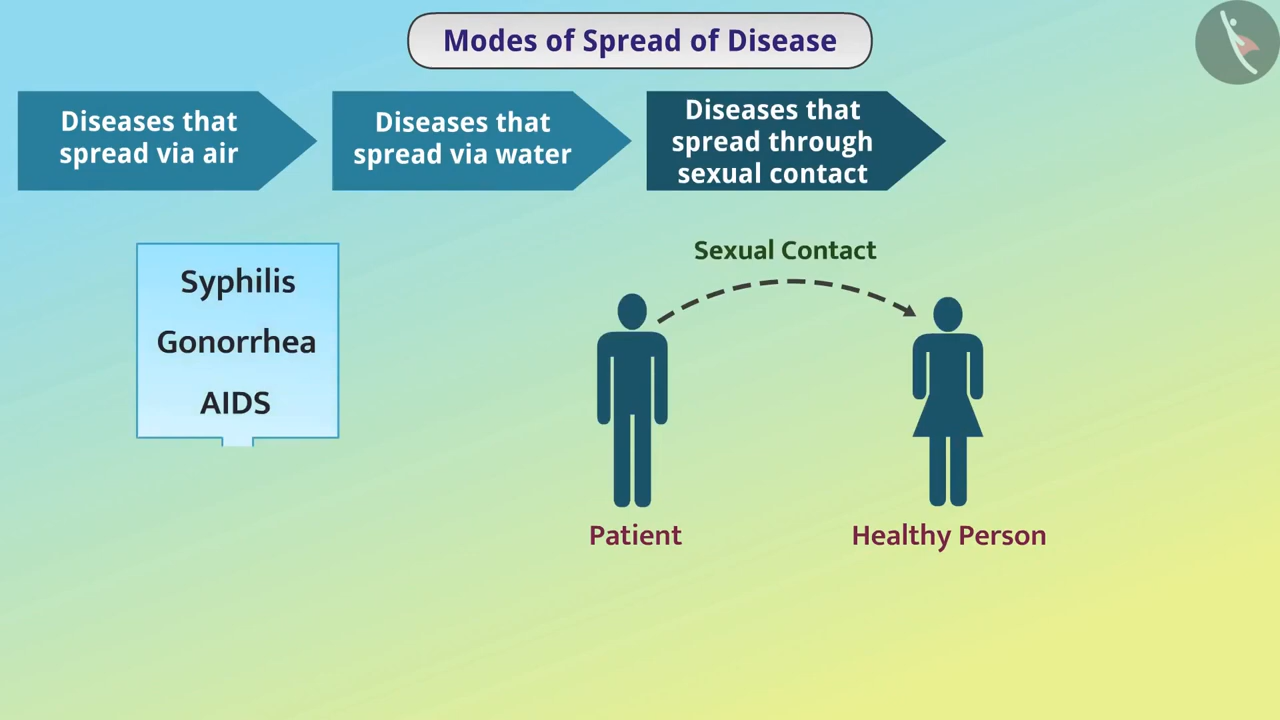 Modes of Spread of Disease
Diseases that
spread via air
Diseases that
spread via water
Diseases that
spread through
sexual contact
Syphilis
Gonorrhea
AIDS
Sexual Contact
Patient
Healthy Person